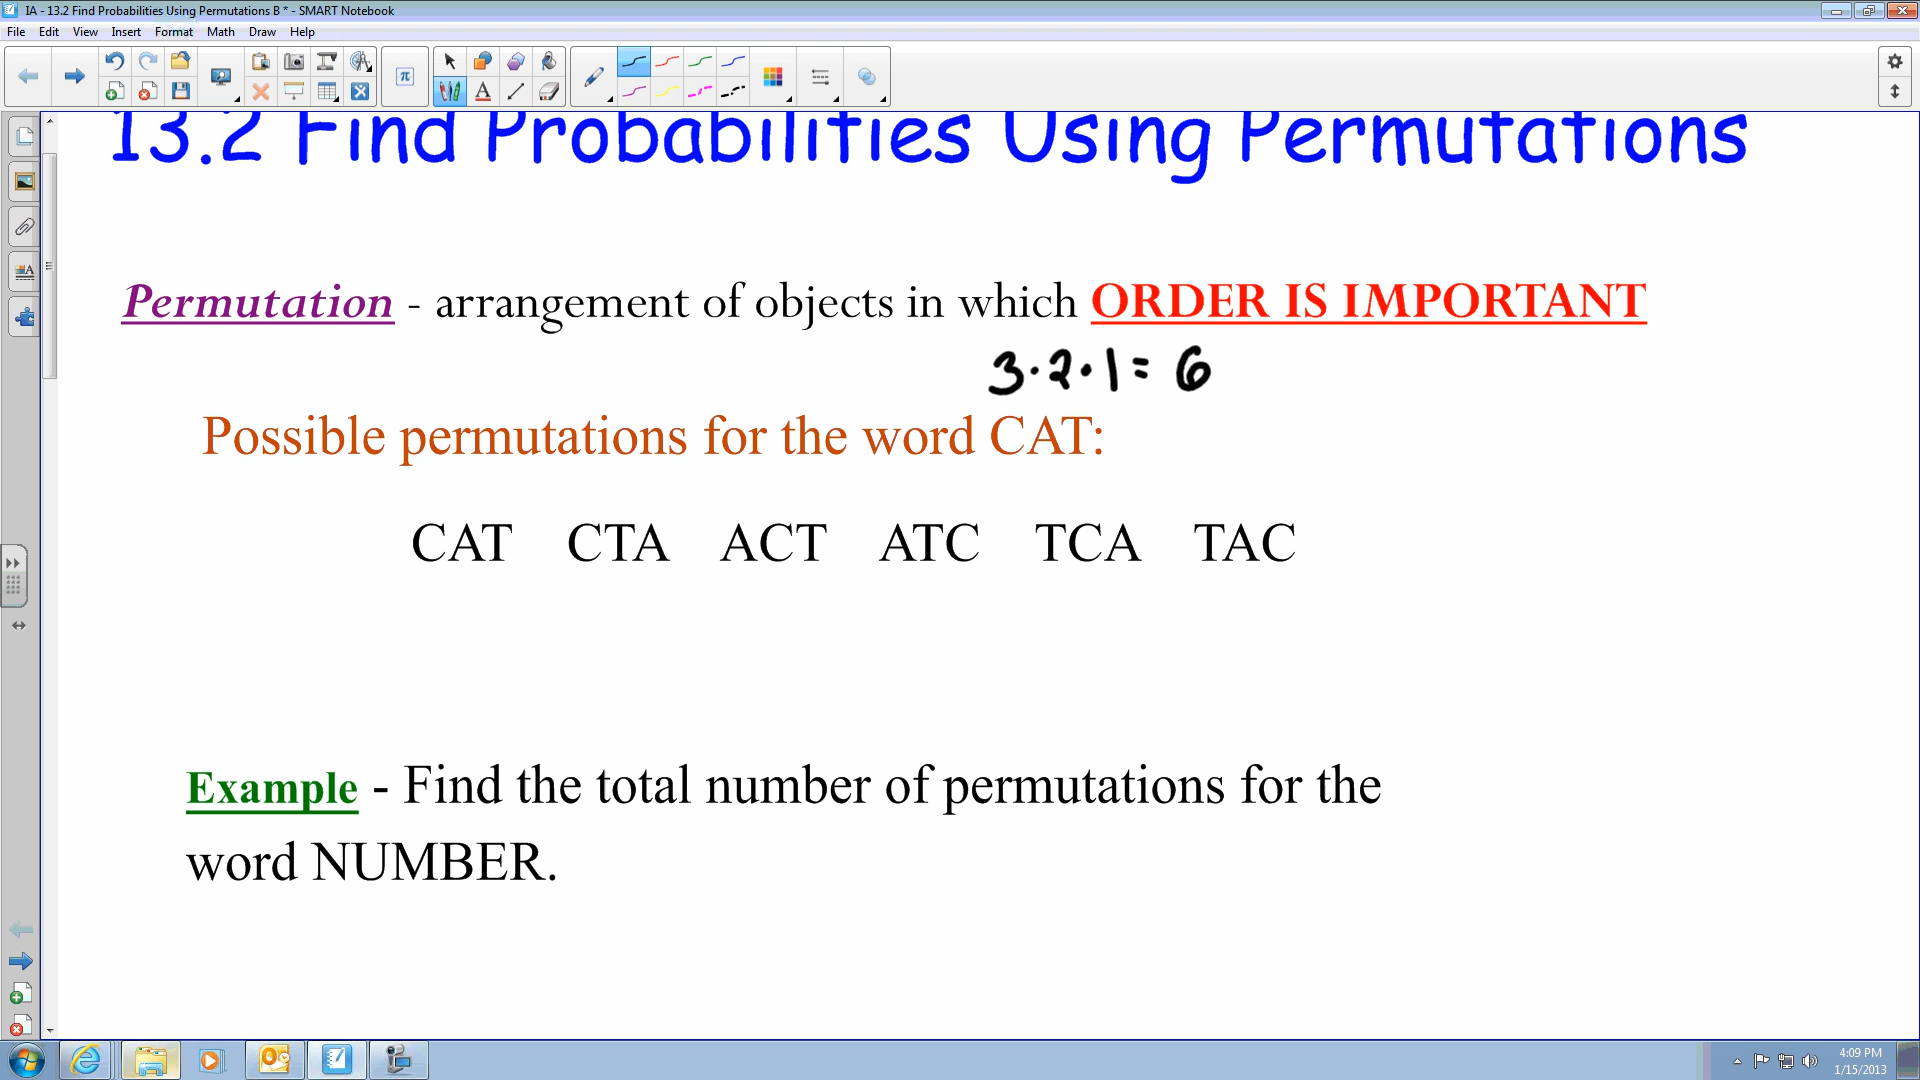 IA - 13.2 Find Probabilities Using Permutations B * - SMART Notebook
File Edit View Insert Format Math Draw Help
13.2 Find Probabilities Using Permutations
Permutation - arrangement of objects in which ORDER IS IMPORTANT
3·2·1= 6
Possible permutations for the word CAT:
CAT CTA ACT ATC TCA TAC
Example - Find the total number of permutations for the
word NUMBER.
4:09 PM
1/15/2013